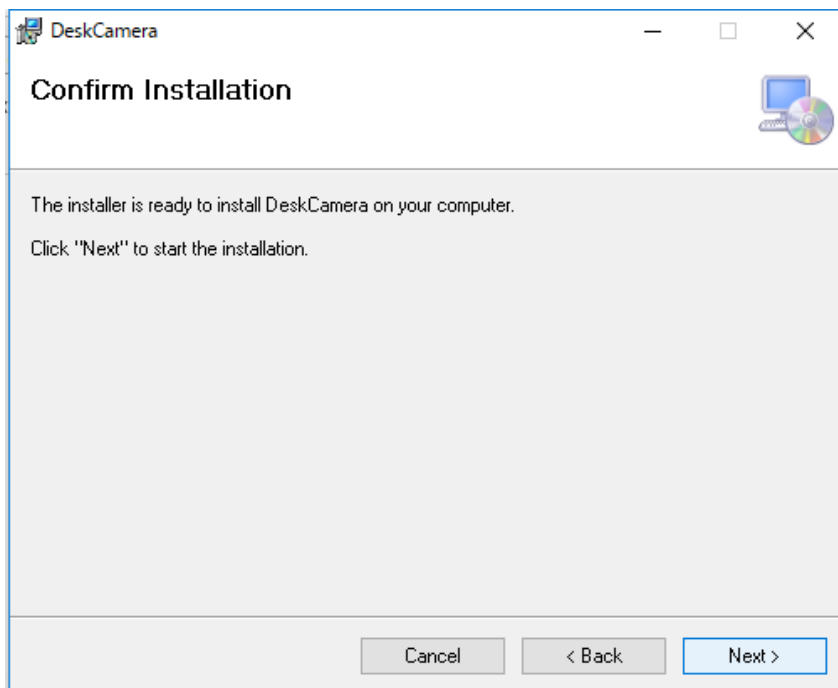 DeskCamera
Confirm Installation
The installer is ready to install DeskCamera on your computer.
Click "Next" to start the installation.
Cancel
< Back
Next >